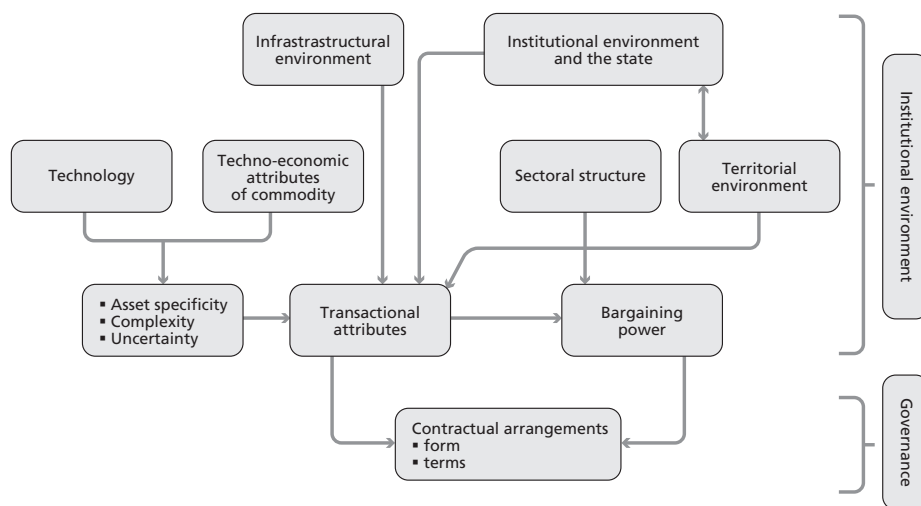 Infrastrastructural
environment
Institutional environment
and the state
Technology
Techno-economic
attributes
of commodity
Sectoral structure
Territorial
environment
▪ Asset specificity
▪ Complexity
▪ Uncertainty
Transactional
attributes
Bargaining
power
Contractual arrangements
▪ form
▪ terms
Institutional environment
Governance